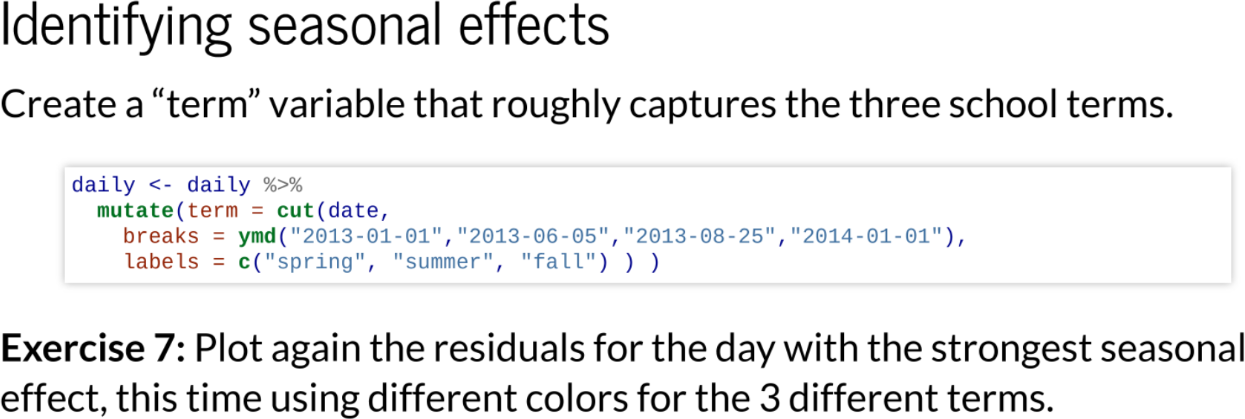 Identifying seasonal effects
Create a “term” variable that roughly captures the three school terms.
daily <- daily %>%
mutate(term = cut(date,
breaks = ymd("2013-01-01","2013-06-05","2013-08-25","2014-01-01"),
labels = c("spring", "summer", "fall") ) )
Exercise 7: Plot again the residuals for the day with the strongest seasonal
effect, this time using different colors for the 3 different terms.